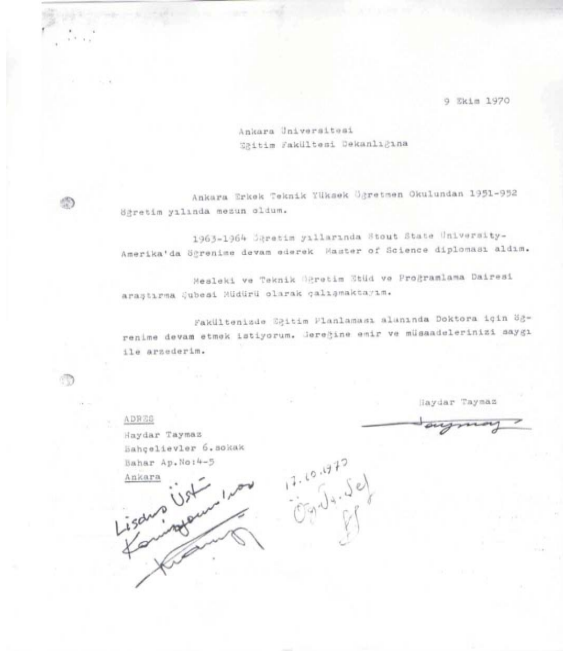 9 Ekim 1970
Ankara Üniversitesi
Eğitim Fakültesi Dekanlığına
Ankara Erkek Teknik Yüksek Öğretmen Okulundan 1951-952
öğretim yılında mezun oldum.
1963-1964 öğretim yıllarında Stout State University-
Amerika'da öğrenime devam ederek Master of Science diploması aldım.
Mesleki ve Teknik Öğretim Etüd ve Programlama Dairesi
araştırma Şubesi Müdürü olarak çalışmaktayım.
Fakültenizde Eğitim Planlaması alanında Doktora için öğ-
renime devam etmek istiyorum. Gereğine emir ve müsaadelerinizi saygı
ile arzederim.
Haydar Taymaz
Taymaz
ADRES
Haydar Taymaz
Bahçelievler 6.sokak
Bahar Ap.No:4-5
Ankara
Lisans Üstü
Komisyonu'na
12.10.1970